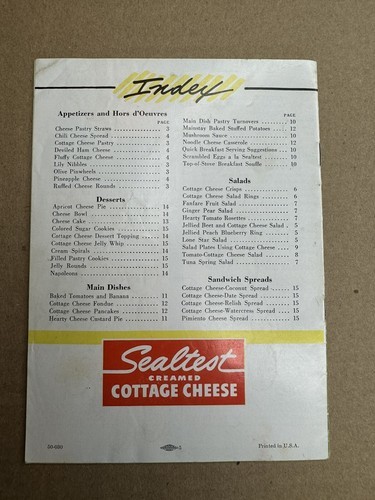 Index
Appetizers and Hors d'Oeuvres
PAGE
Cheese Pastry Straws .............. 3
Chili Cheese Spread ............... 4
Cottage Cheese Pastry ............. 3
Deviled Ham Cheese ................ 4
Fluffy Cottage Cheese ............. 4
Lily Nibbles ...................... 3
Olive Pinwheels ................... 3
Pineapple Cheese .................. 4
Ruffled Cheese Rounds ............. 3
Desserts
Apricot Cheese Pie ................ 14
Cheese Bowl ....................... 14
Cheese Cake ....................... 13
Colored Sugar Cookies ............. 15
Cottage Cheese Dessert Topping .... 14
Cottage Cheese Jelly Whip ......... 15
Cream Spirals ..................... 14
Filled Pastry Cookies ............. 15
Jelly Rounds ...................... 15
Napoleons ......................... 14
Main Dishes
Baked Tomatoes and Banana ......... 11
Cottage Cheese Fondue ............. 11
Cottage Cheese Pancakes ........... 12
Hearty Cheese Custard Pie ......... 11
PAGE
Main Dish Pastry Turnovers ........ 10
Mainstay Baked Stuffed Potatoes ... 12
Mushroom Sauce .................... 10
Noodle Cheese Casserole ........... 12
Quick Breakfast Serving Suggestions .. 10
Scrambled Eggs a la Sealtest ...... 10
Top-of-Stove Breakfast Souffle .... 10
Salads
Cottage Cheese Crisps ............. 6
Cottage Cheese Salad Rings ........ 6
Fanfare Fruit Salad ............... 7
Ginger Pear Salad ................. 7
Hearty Tomato Rosettes ............ 7
Jellied Beet and Cottage Cheese Salad . 5
Jellied Peach Blueberry Ring ...... 5
Lone Star Salad ................... 5
Salad Plates Using Cottage Cheese . 9
Tomato-Cottage Cheese Salad ....... 8
Tuna Spring Salad ................. 7
Sandwich Spreads
Cottage Cheese-Coconut Spread ..... 15
Cottage Cheese-Date Spread ........ 15
Cottage Cheese-Relish Spread ...... 15
Cottage Cheese-Watercress Spread .... 15
Pimiento Cheese Spread ............ 15
Sealtest
CREAMED
COTTAGE CHEESE
Printed in U.S.A.